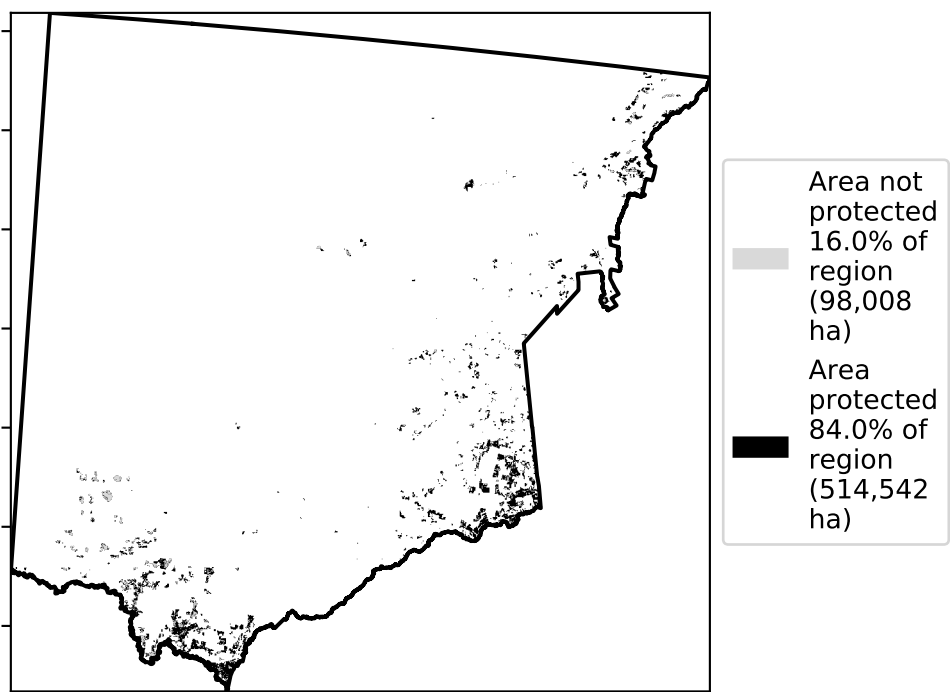 Area not
protected
16.0% of
region
(98,008
ha)
Area
protected
84.0% of
region
(514,542
ha)